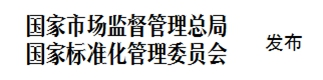 国家市场监督管理总局
国家标准化管理委员会
发布